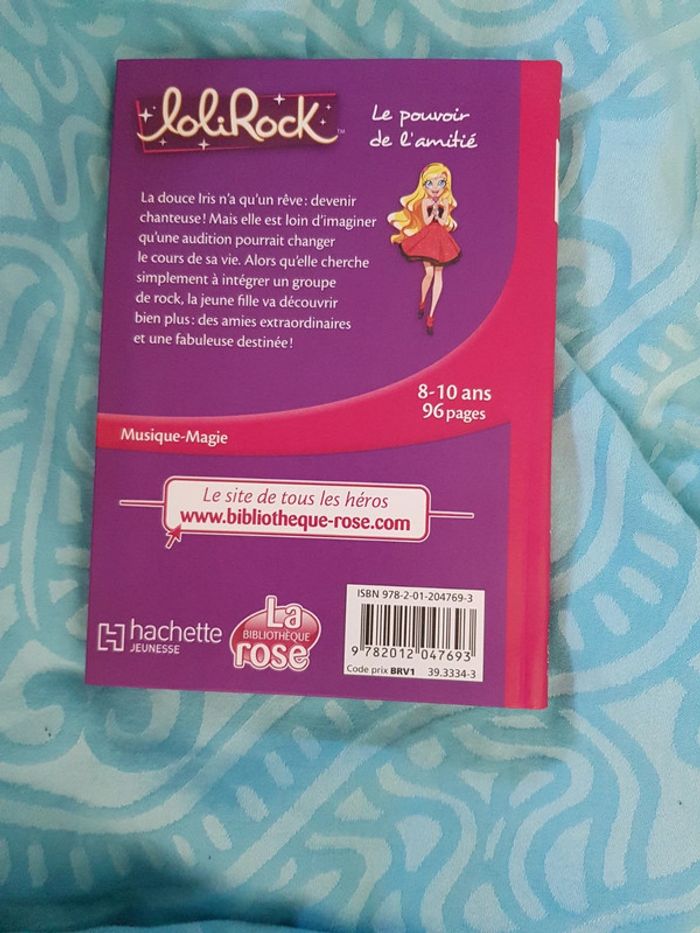 LoliRock™
Le pouvoir
de l'amitié
La douce Iris n'a qu'un rêve : devenir
chanteuse ! Mais elle est loin d'imaginer
qu'une audition pourrait changer
le cours de sa vie. Alors qu'elle cherche
simplement à intégrer un groupe
de rock, la jeune fille va découvrir
bien plus : des amies extraordinaires
et une fabuleuse destinée !
8-10 ans
96 pages
Musique-Magie
Le site de tous les héros
www.bibliotheque-rose.com
hachette
JEUNESSE
La
BIBLIOTHÈQUE
rose
ISBN 978-2-01-204769-3
9 782012 047693
Code prix BRV1 39.3334-3